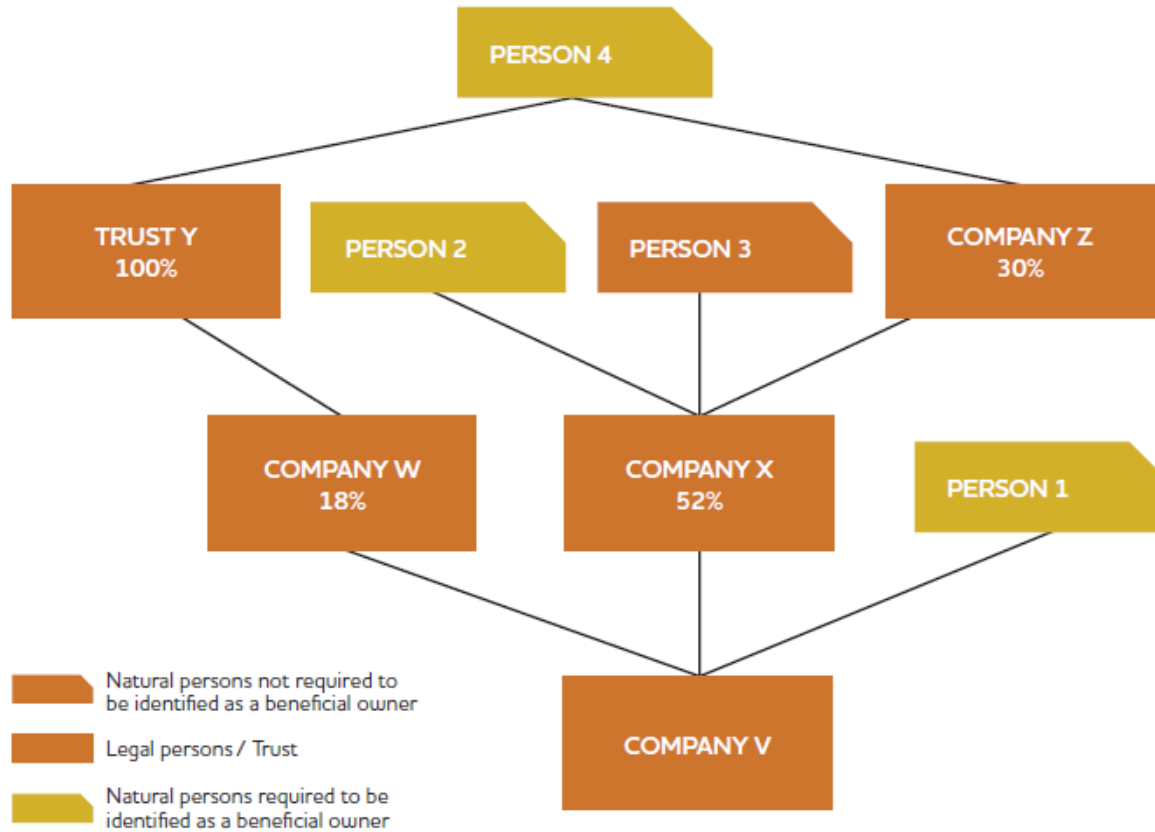 PERSON 4
TRUST Y
100%
PERSON 2
PERSON 3
COMPANY Z
30%
COMPANY W
18%
COMPANY X
52%
PERSON 1
Natural persons not required to
be identified as a beneficial owner
Legal persons / Trust
Natural persons required to be
identified as a beneficial owner
COMPANY V